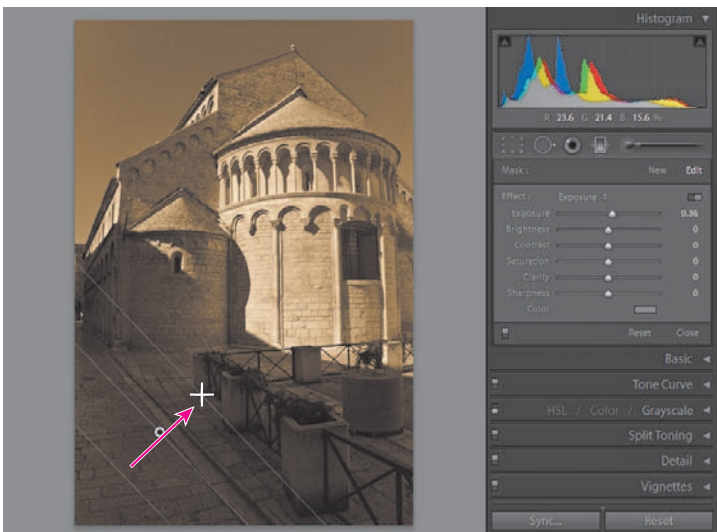 Histogram
R 23.6 G 21.4 B 15.6 %
Mask : New Edit
Effect : Exposure
Exposure 0.36
Brightness 0
Contrast 0
Saturation 0
Clarity 0
Sharpness 0
Color
Reset Close
Basic
Tone Curve
HSL / Color / Grayscale
Split Toning
Detail
Vignettes
Sync... Reset